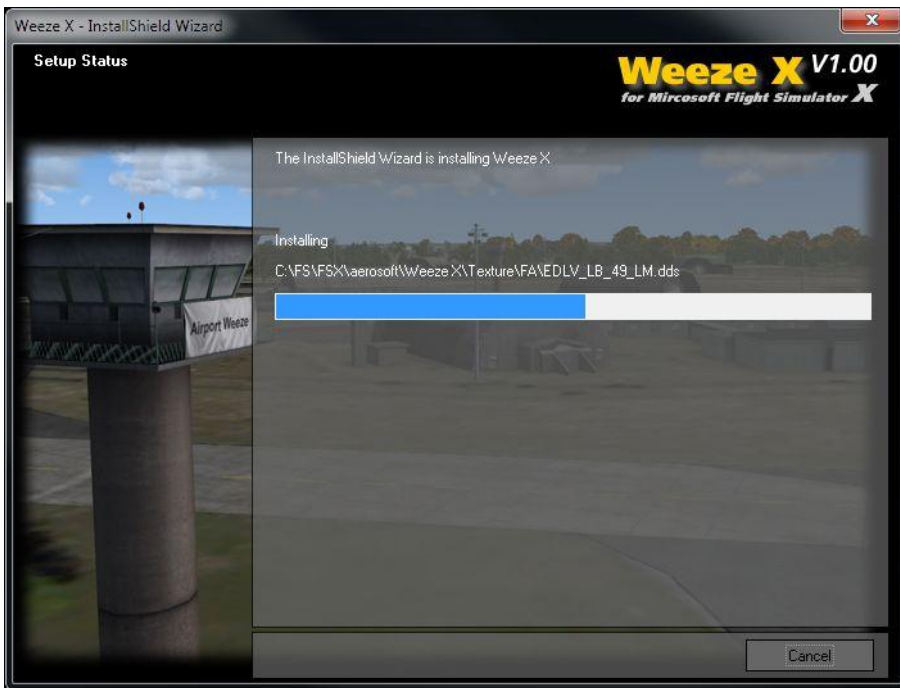 Weeze X - InstallShield Wizard
Setup Status
Weeze X V1.00
for Mircosoft Flight Simulator X
The InstallShield Wizard is installing Weeze X
Installing
C:\FS\FSX\aerosoft\Weeze X\Texture\FA\EDLV_LB_49_LM.dds
Airport Weeze
Cancel